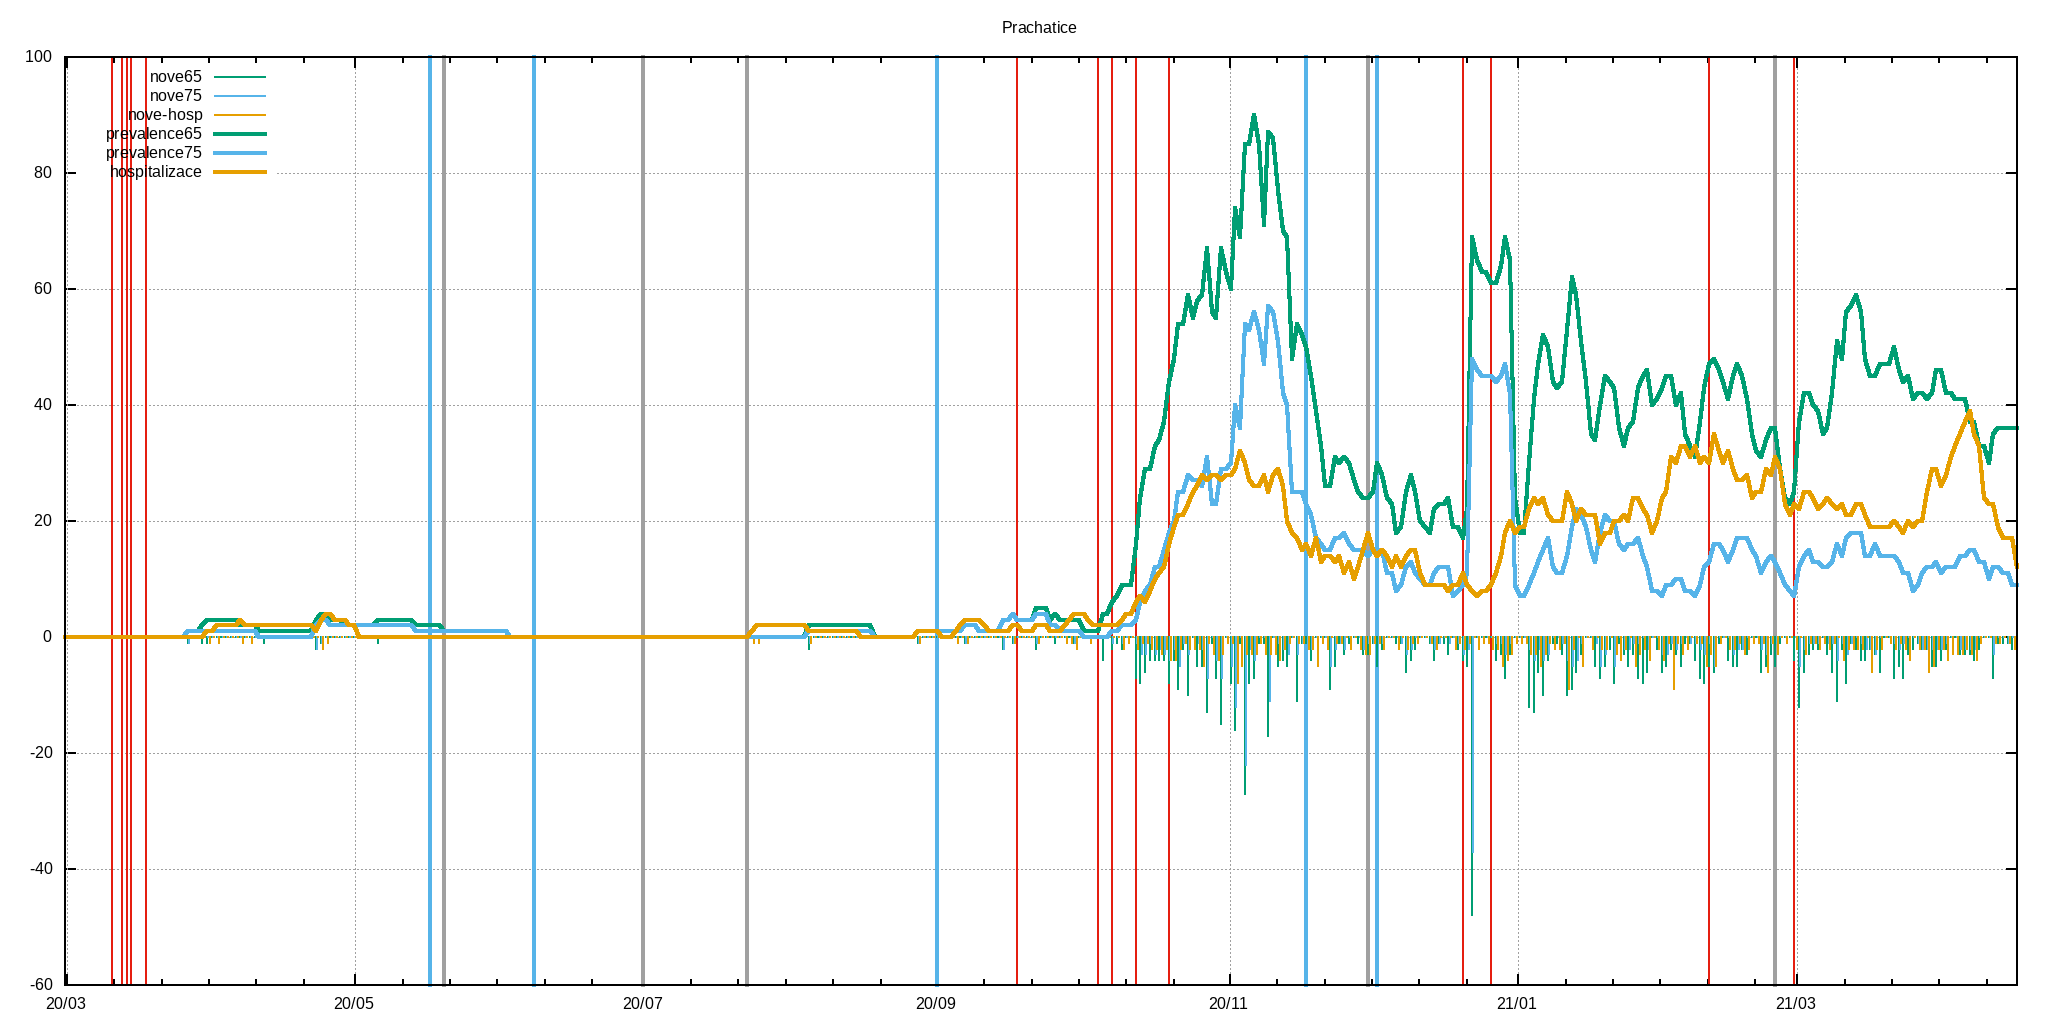 Prachatice
100
80
60
40
20
0
-20
-40
-60
nove65
nove75
nove-hosp
prevalence65
prevalence75
hospitalizace
20/03 20/05 20/07 20/09 20/11 21/01 21/03